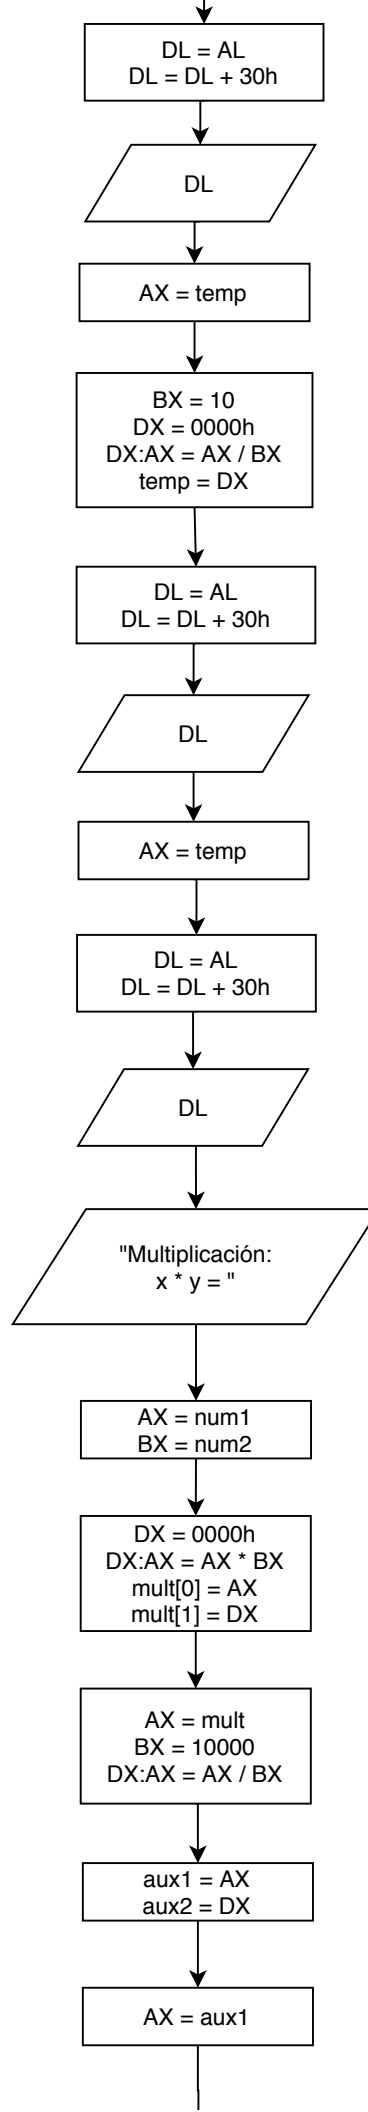 DL = AL
DL = DL + 30h
DL
AX = temp
BX = 10
DX = 0000h
DX:AX = AX / BX
temp = DX
DL = AL
DL = DL + 30h
DL
AX = temp
DL = AL
DL = DL + 30h
DL
"Multiplicación:
x * y = "
AX = num1
BX = num2
DX = 0000h
DX:AX = AX * BX
mult[0] = AX
mult[1] = DX
AX = mult
BX = 10000
DX:AX = AX / BX
aux1 = AX
aux2 = DX
AX = aux1